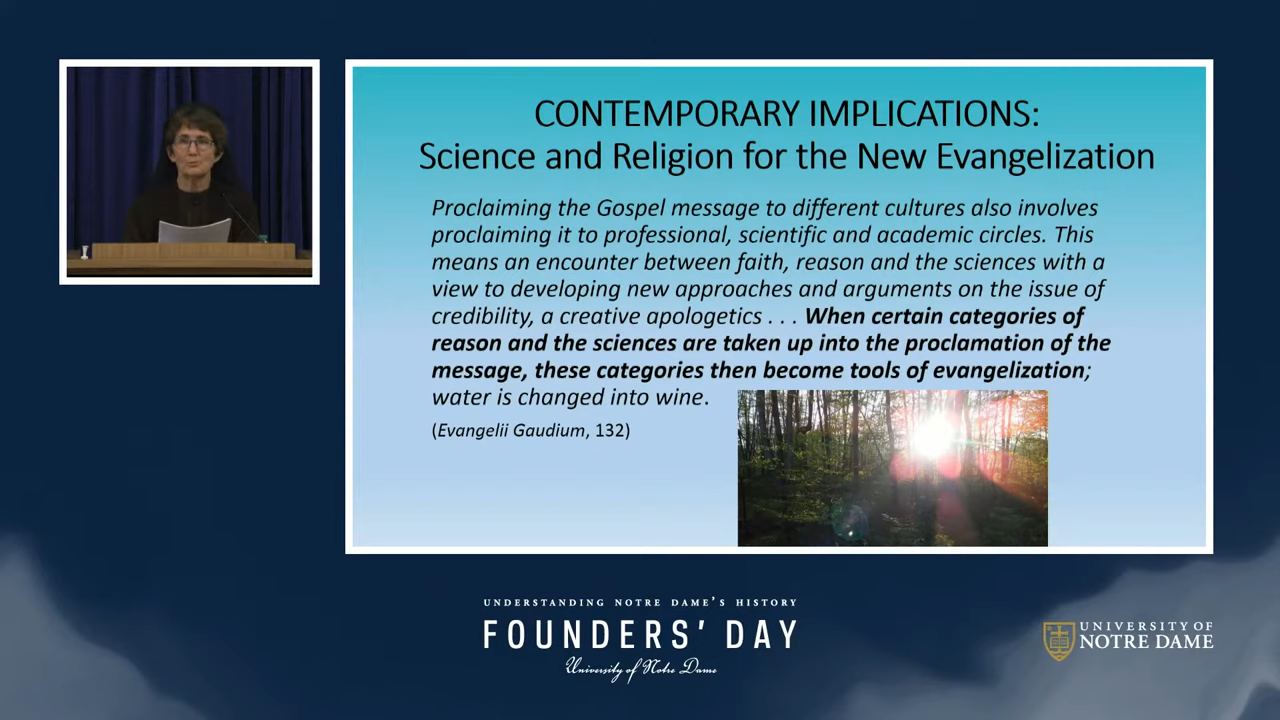 CONTEMPORARY IMPLICATIONS:
Science and Religion for the New Evangelization
Proclaiming the Gospel message to different cultures also involves
proclaiming it to professional, scientific and academic circles. This
means an encounter between faith, reason and the sciences with a
view to developing new approaches and arguments on the issue of
credibility, a creative apologetics . . . When certain categories of
reason and the sciences are taken up into the proclamation of the
message, these categories then become tools of evangelization;
water is changed into wine.
(Evangelii Gaudium, 132)
UNDERSTANDING NOTRE DAME'S HISTORY
FOUNDERS' DAY
University of Notre Dame
UNIVERSITY OF
NOTRE DAME